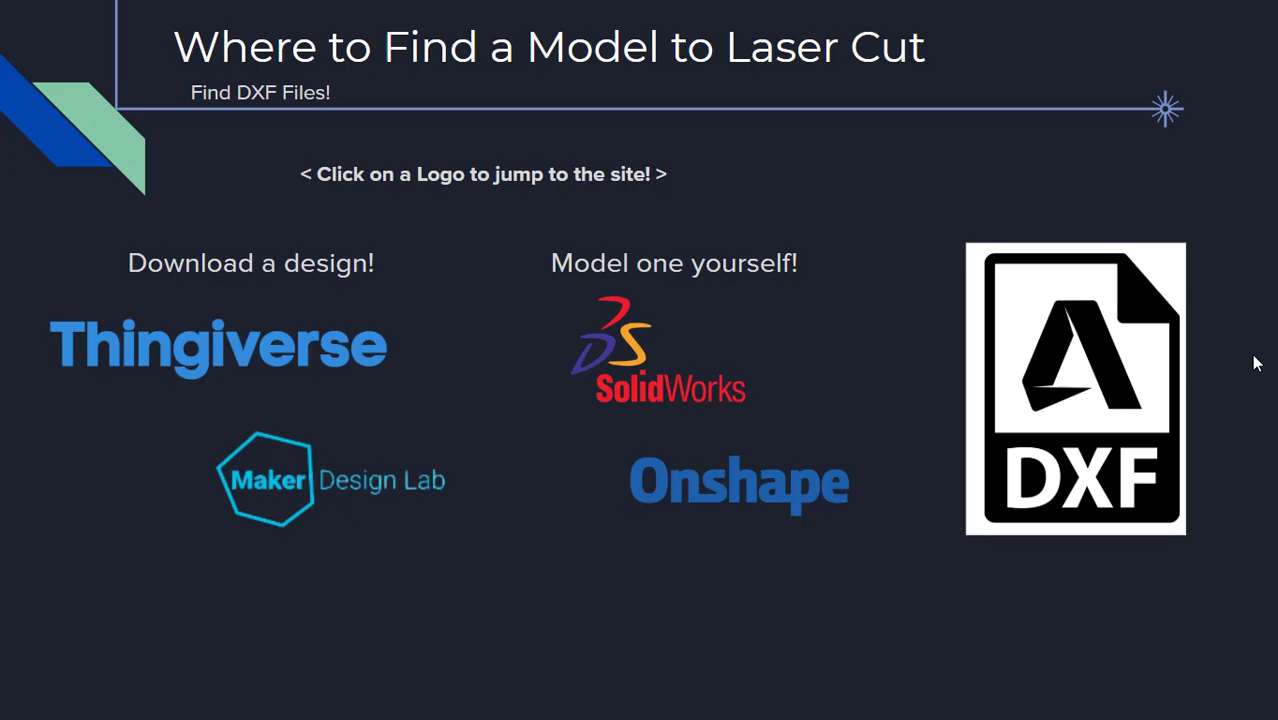 Where to Find a Model to Laser Cut
Find DXF Files!
< Click on a Logo to jump to the site! >
Download a design!
Thingiverse
Maker Design Lab
Model one yourself!
DS
SolidWorks
Onshape
DXF